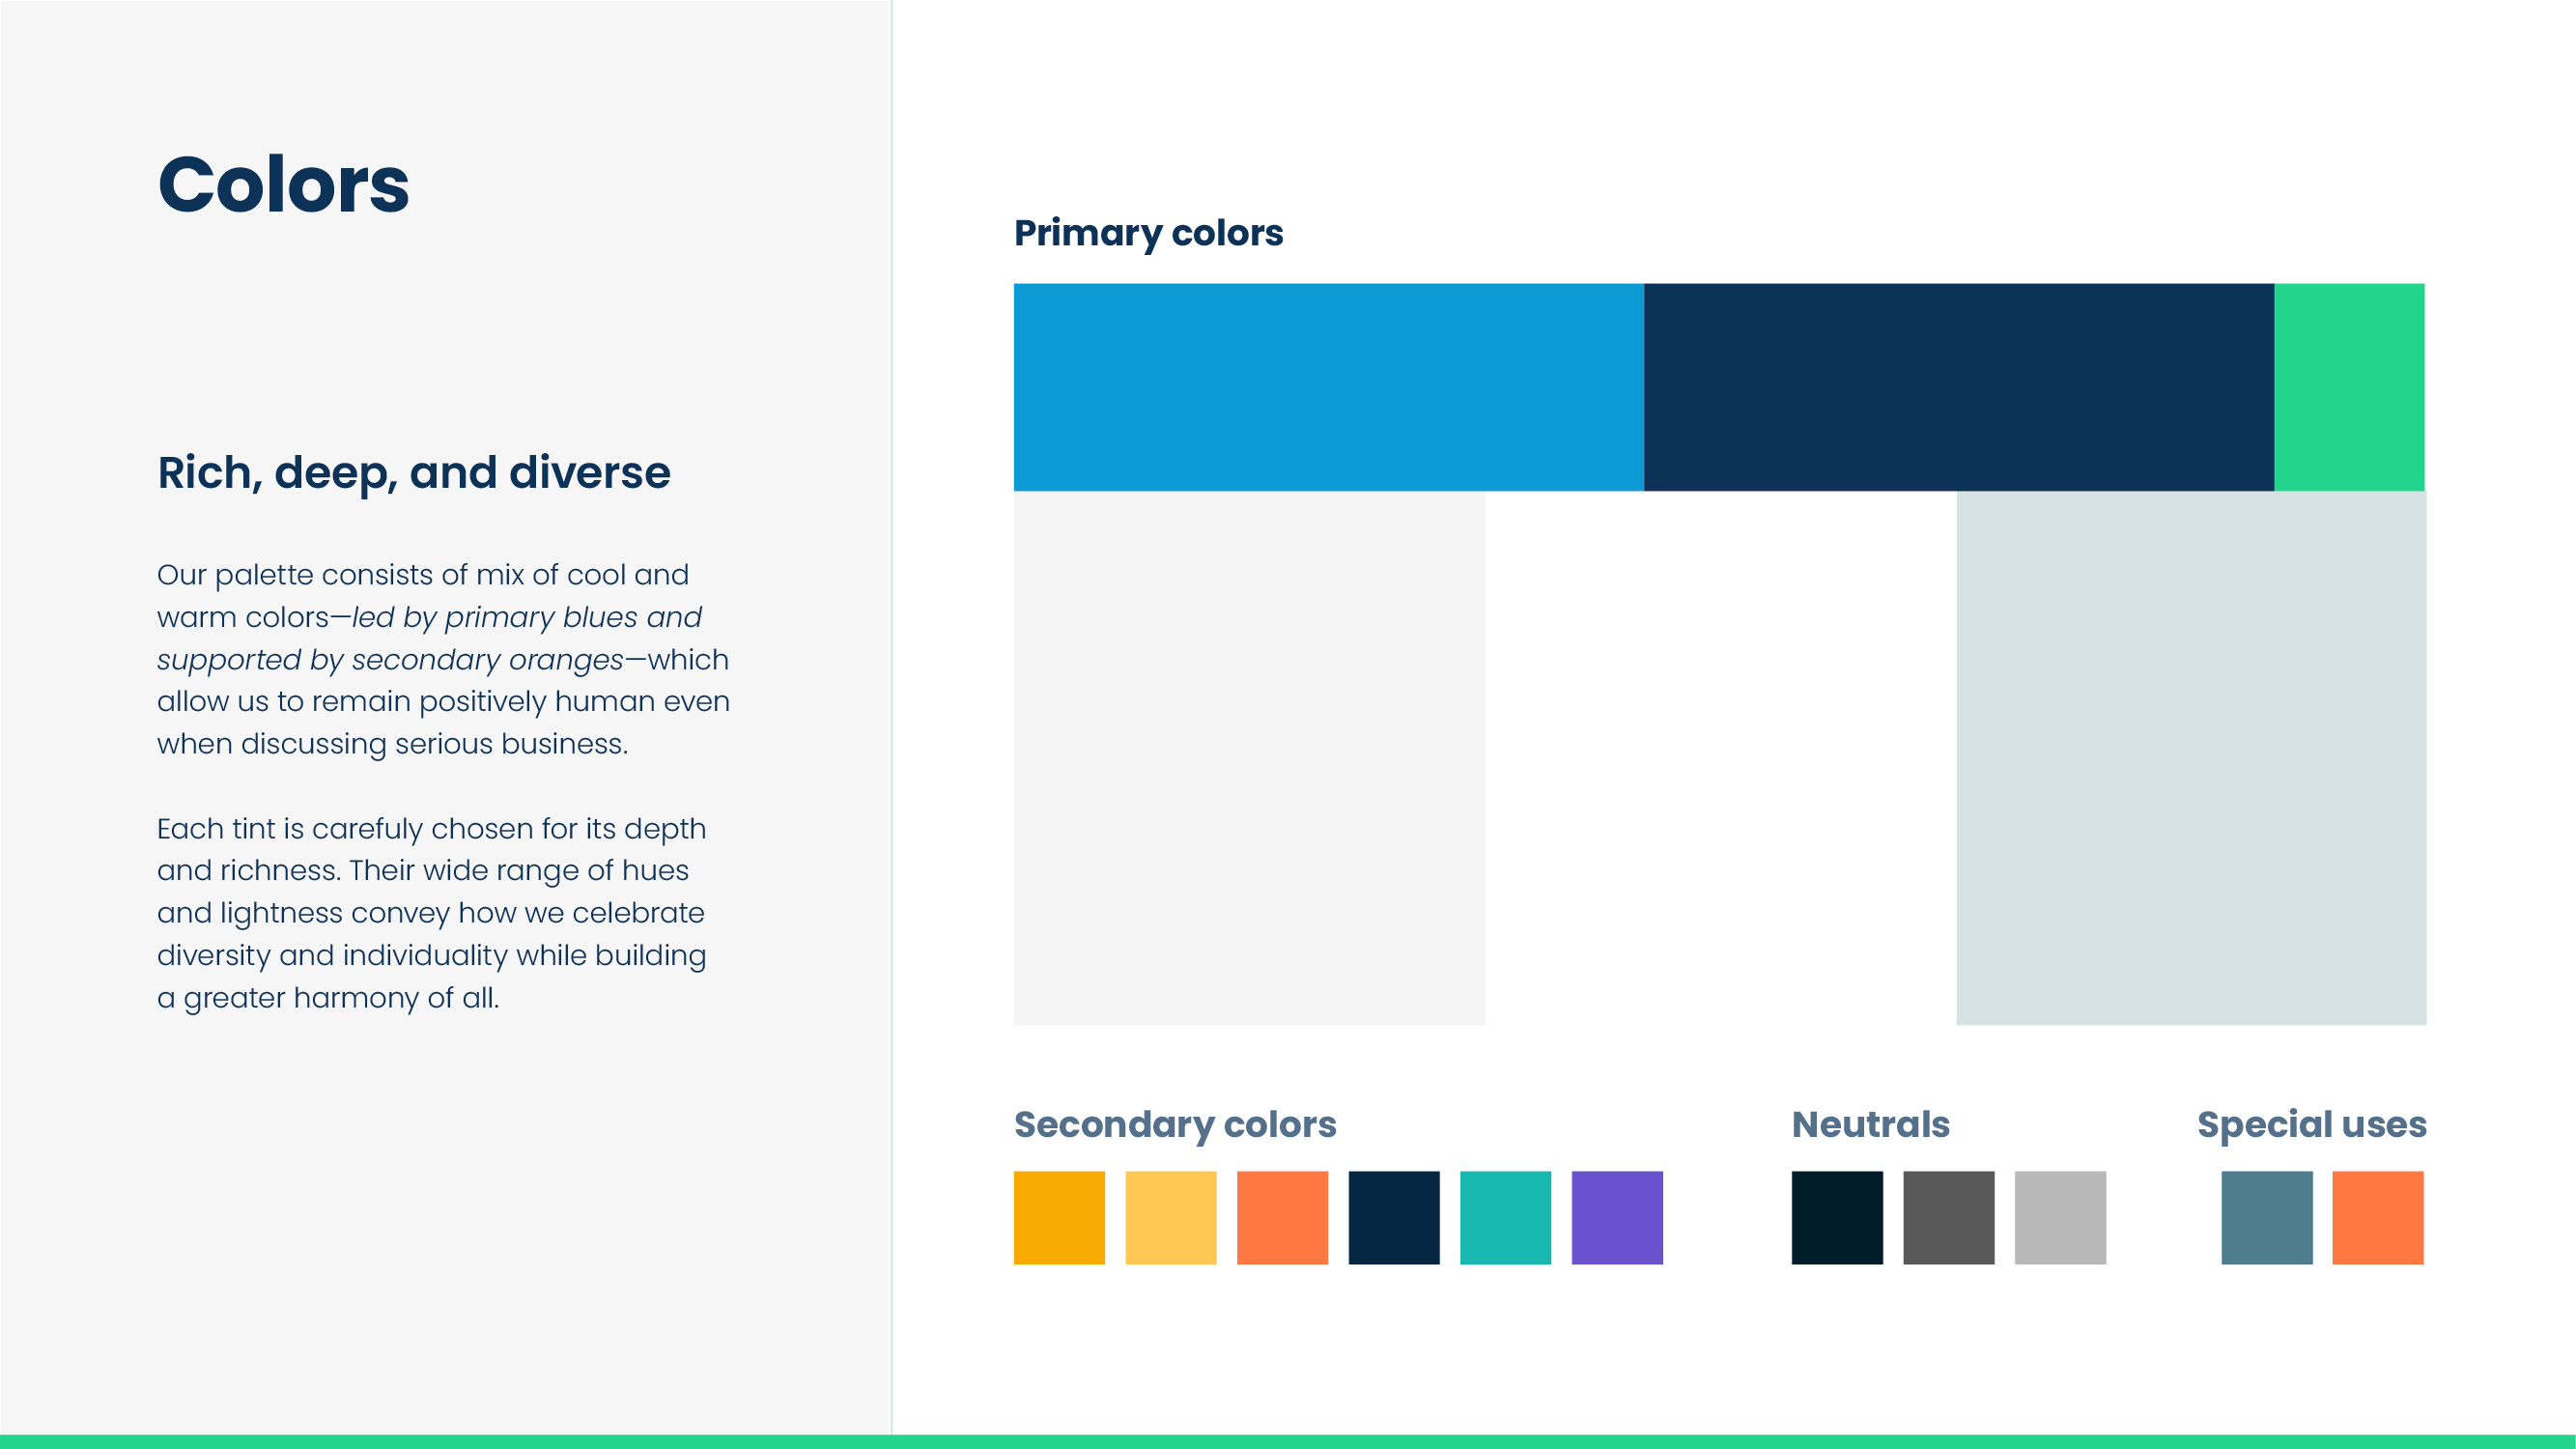 Colors
Rich, deep, and diverse
Our palette consists of mix of cool and
warm colors—led by primary blues and
supported by secondary oranges—which
allow us to remain positively human even
when discussing serious business.
Each tint is carefuly chosen for its depth
and richness. Their wide range of hues
and lightness convey how we celebrate
diversity and individuality while building
a greater harmony of all.
Primary colors
Secondary colors
Neutrals
Special uses